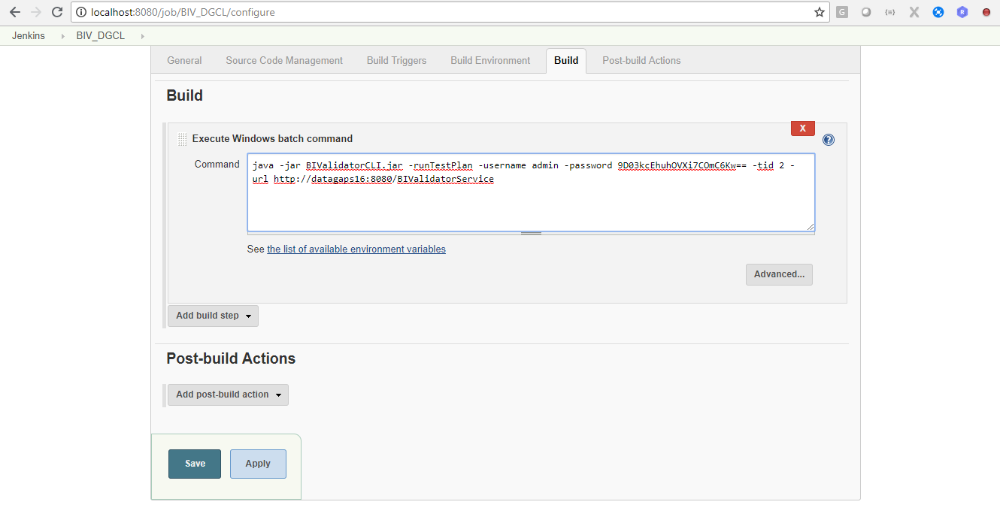 localhost:8080/job/BIV_DGCL/configure
Jenkins BIV_DGCL
General Source Code Management Build Triggers Build Environment Build Post-build Actions
Build
X
Execute Windows batch command
?
Command
java -jar BIValidatorCLI.jar -runTestPlan -username admin -password 9D03kcEhuhOVXi7COmC6Kw== -tid 2 -
url http://datagaps16:8080/BIValidatorService
See the list of available environment variables
Advanced...
Add build step
Post-build Actions
Add post-build action
Save Apply